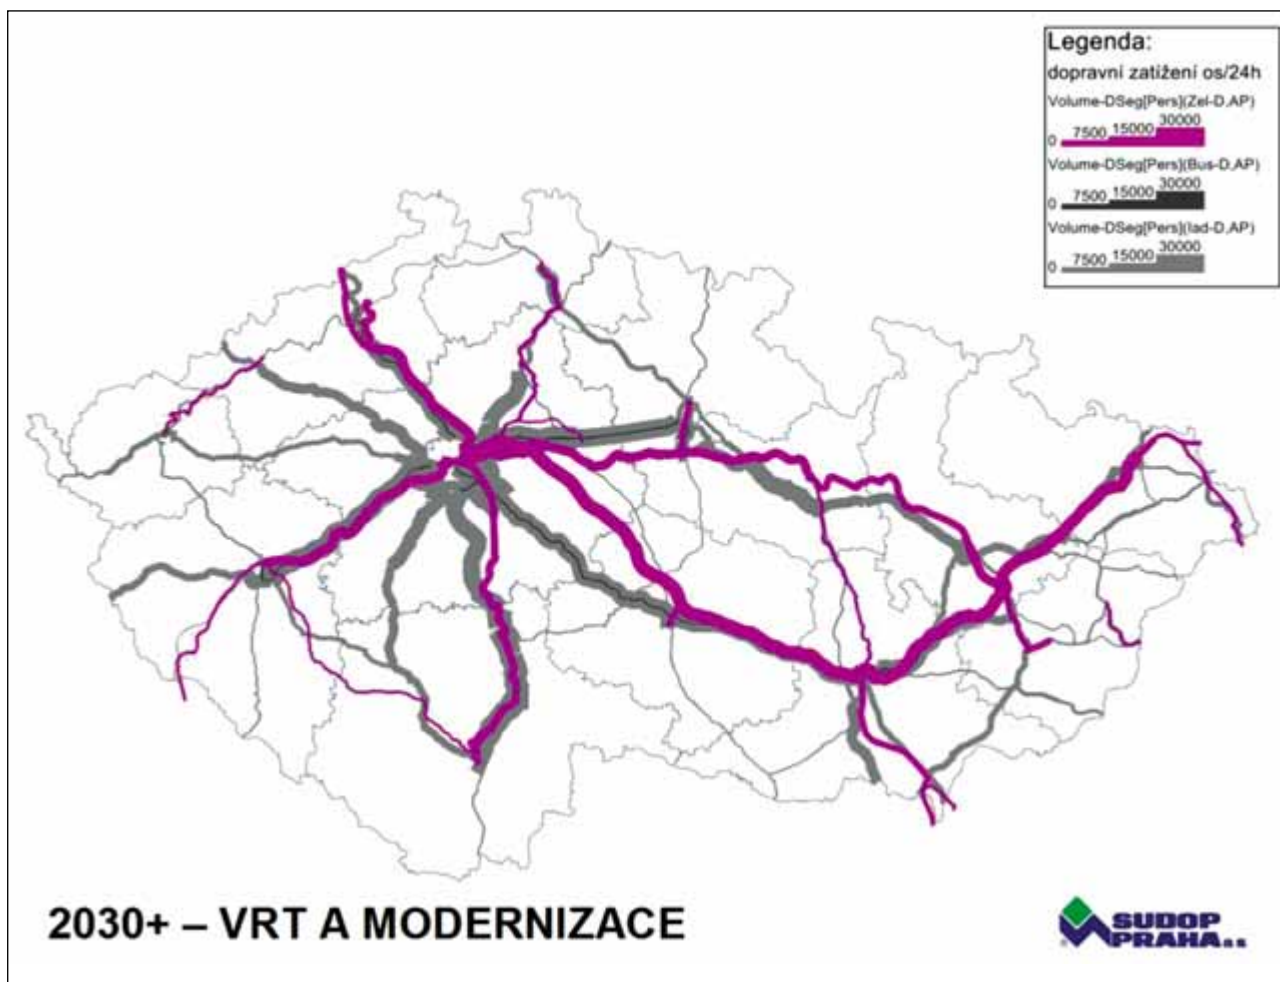 Legenda:
dopravní zatížení os/24h
Volume-DSeg[Pers](Zel-D,AP)
0 7500 15000 30000
Volume-DSeg[Pers](Bus-D,AP)
0 7500 15000 30000
Volume-DSeg[Pers](Iad-D,AP)
0 7500 15000 30000
2030+ – VRT A MODERNIZACE
SUDOP
PRAHA a.s.